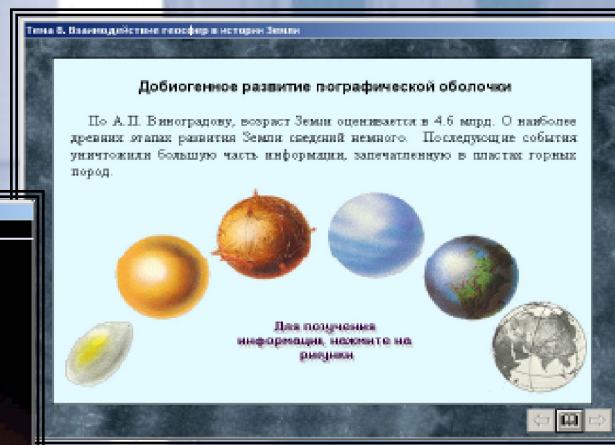 Тема 8. Взаимодействие геосфер в истории Земли
Добиогенное развитие гографической оболочки
По А.П. Виноградову, возраст Земли оценивается в 4.6 млрд. О наиболее
древних этапах развития Земли сведений немного. Последующие события
уничтожили большую часть информации, запечатленную в пластах горных
пород.
Для получения
информации, нажмите на
рисунки